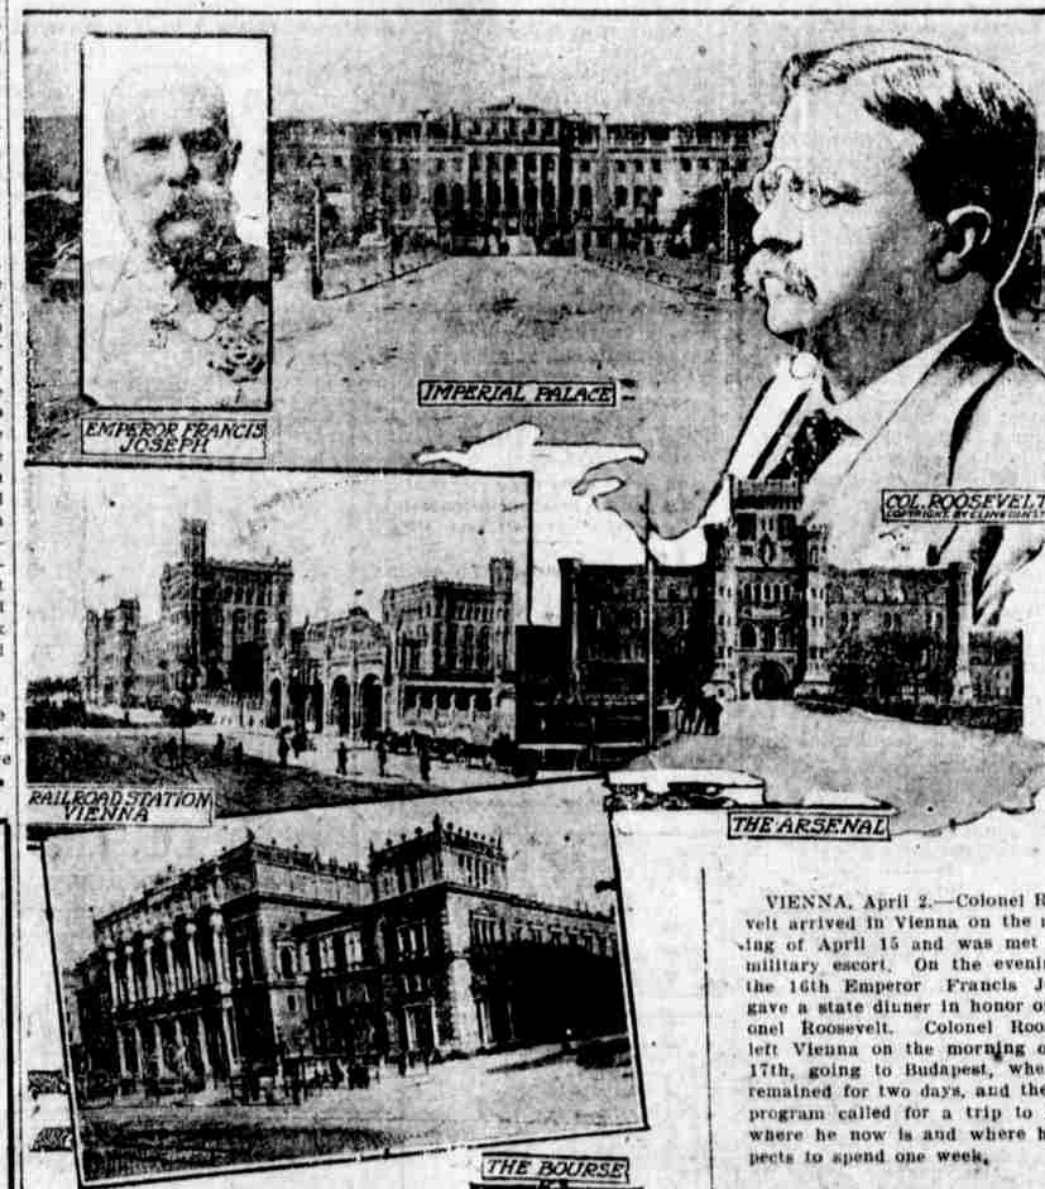 EMPEROR FRANCIS
JOSEPH
IMPERIAL PALACE
COL. ROOSEVELT
COPYRIGHT BY
RAILROAD STATION
VIENNA
THE ARSENAL
THE BOURSE
VIENNA, April 2.—Colonel R
velt arrived in Vienna on the
ing of April 15 and was met
military escort. On the evenin
the 16th Emperor Francis J
gave a state dinner in honor o
onel Roosevelt. Colonel Roo
left Vienna on the morning o
17th, going to Budapest, whe
remained for two days, and the
program called for a trip to
where he now is and where h
pects to spend one week.